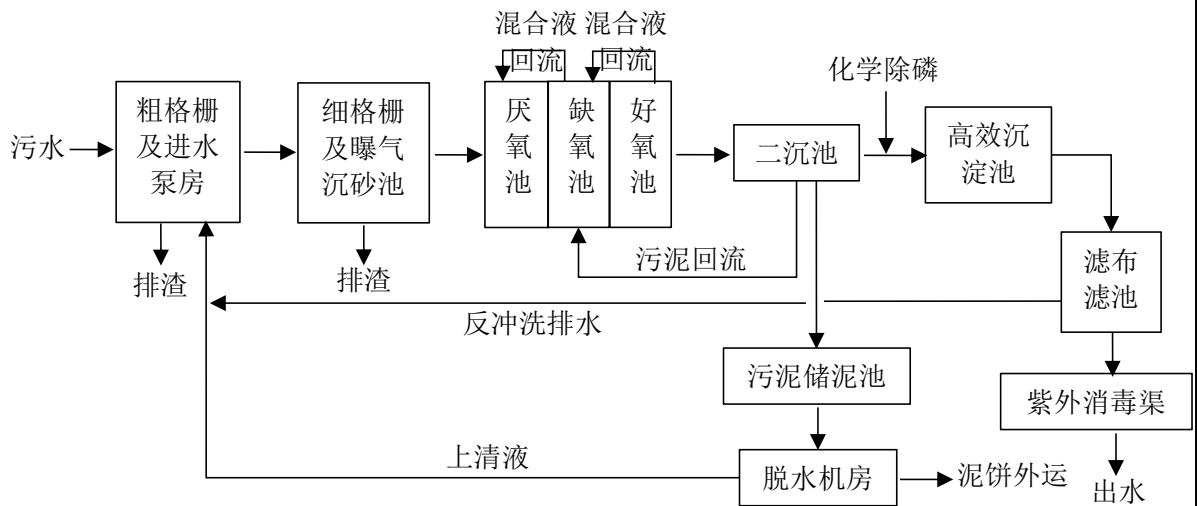 混合液
回流
混合液
回流
化学除磷
污水
粗格栅
及进水
泵房
细格栅
及曝气
沉砂池
厌
氧
池
缺
氧
池
好
氧
池
二沉池
高效沉
淀池
排渣
排渣
污泥回流
滤布
滤池
反冲洗排水
污泥储泥池
紫外消毒渠
上清液
脱水机房
泥饼外运
出水